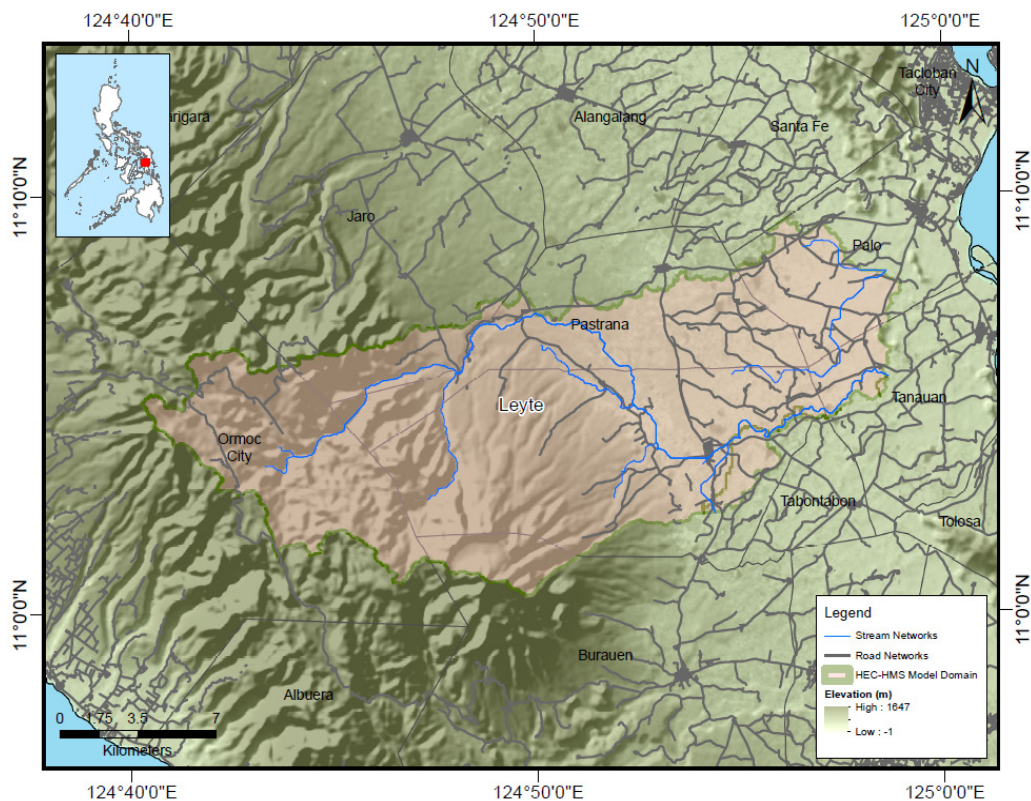 124°40'0"E
124°50'0"E
125°0'0"E
N
Tacloban
City
arigara
Alangalang
Santa Fe
11°10'0"N
11°10'0"N
Jaro
Palo
Pastrana
Leyte
Tanauan
Ormoc
City
Tabontabon
Tolosa
11°0'0"N
11°0'0"N
Burauen
Albuera
Legend
Stream Networks
Road Networks
HEC-HMS Model Domain
Elevation (m)
High : 1647
Low : -1
0 1.75 3.5 7
Kilometers
124°40'0"E
124°50'0"E
125°0'0"E